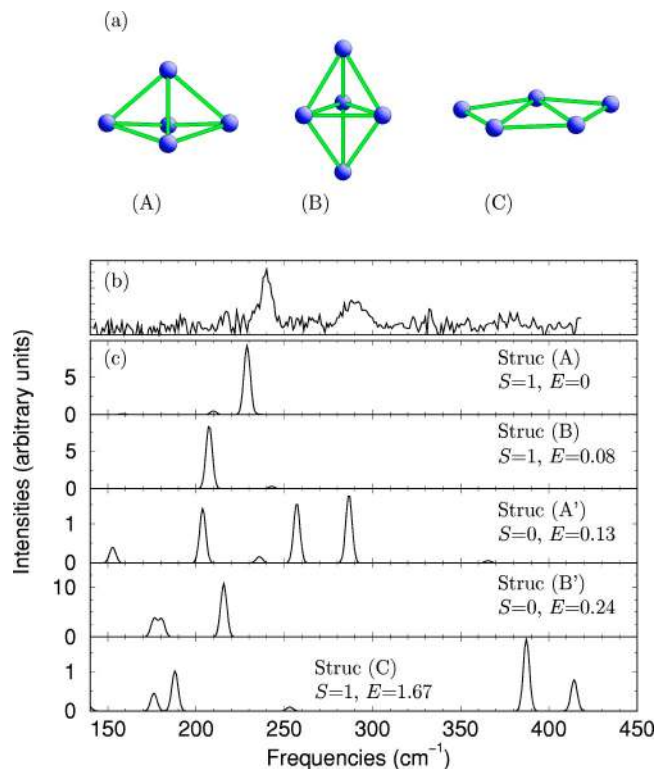 (a)
(A) (B) (C)
(b)
(c)
Struc (A)
S=1, E=0
Struc (B)
S=1, E=0.08
Struc (A')
S=0, E=0.13
Struc (B')
S=0, E=0.24
Struc (C)
S=1, E=1.67
5
0
5
0
1
0
10
0
1
0
150 200 250 300 350 400 450
Frequencies (cm⁻¹)
Intensities (arbitrary units)